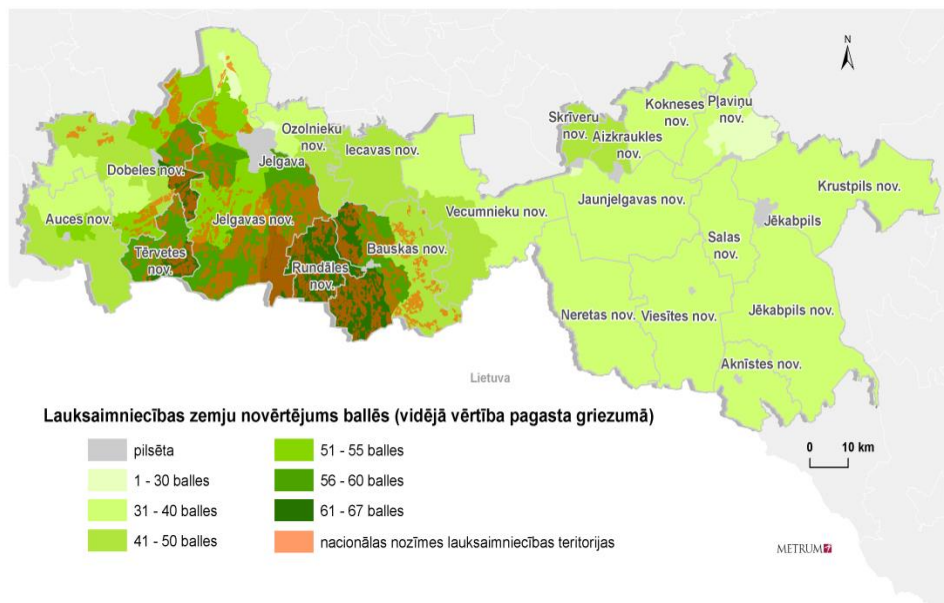 N
Kokneses nov.
Pļaviņu nov.
Skrīveru nov.
Aizkraukles nov.
Ozolnieku nov.
Iecavas nov.
Jelgava
Dobeles nov.
Krustpils nov.
Jaunjelgavas nov.
Vecumnieku nov.
Auces nov.
Jelgavas nov.
Jēkabpils
Salas nov.
Bauskas nov.
Tērvetes nov.
Rundāles nov.
Neretas nov.
Viesītes nov.
Jēkabpils nov.
Aknīstes nov.
Lietuva
Lauksaimniecības zemju novērtējums ballēs (vidējā vērtība pagasta griezumā)
pilsēta
1 - 30 balles
31 - 40 balles
41 - 50 balles
51 - 55 balles
56 - 60 balles
61 - 67 balles
nacionālas nozīmes lauksaimniecības teritorijas
0 10 km
METRUM